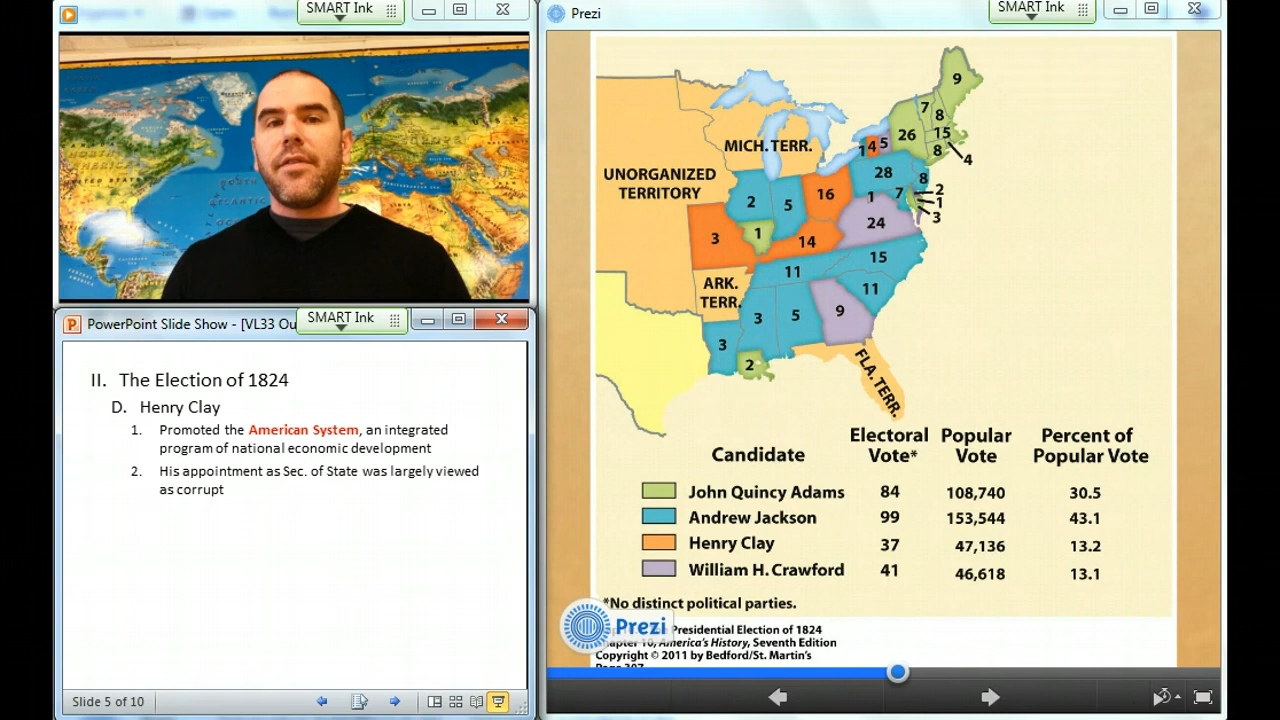 SMART Ink
SMART Ink
Prezi
SMART Ink
PowerPoint Slide Show - [VL33 Ou
II. The Election of 1824
D. Henry Clay
1. Promoted the American System, an integrated
program of national economic development
2. His appointment as Sec. of State was largely viewed
as corrupt
Slide 5 of 10
9
7
8
26
15
8
4
1
4
5
MICH. TERR.
28
8
UNORGANIZED
TERRITORY
2
5
16
1
7
2
1
3
24
3
1
14
15
11
ARK.
TERR.
11
3
5
9
3
2
FLA. TERR.
Candidate
Electoral
Vote*
Popular
Vote
Percent of
Popular Vote
John Quincy Adams 84 108,740 30.5
Andrew Jackson 99 153,544 43.1
Henry Clay 37 47,136 13.2
William H. Crawford 41 46,618 13.1
*No distinct political parties.
Prezi
Presidential Election of 1824
Chapter 10, America's History, Seventh Edition
Copyright © 2011 by Bedford/St. Martin's
Page 307